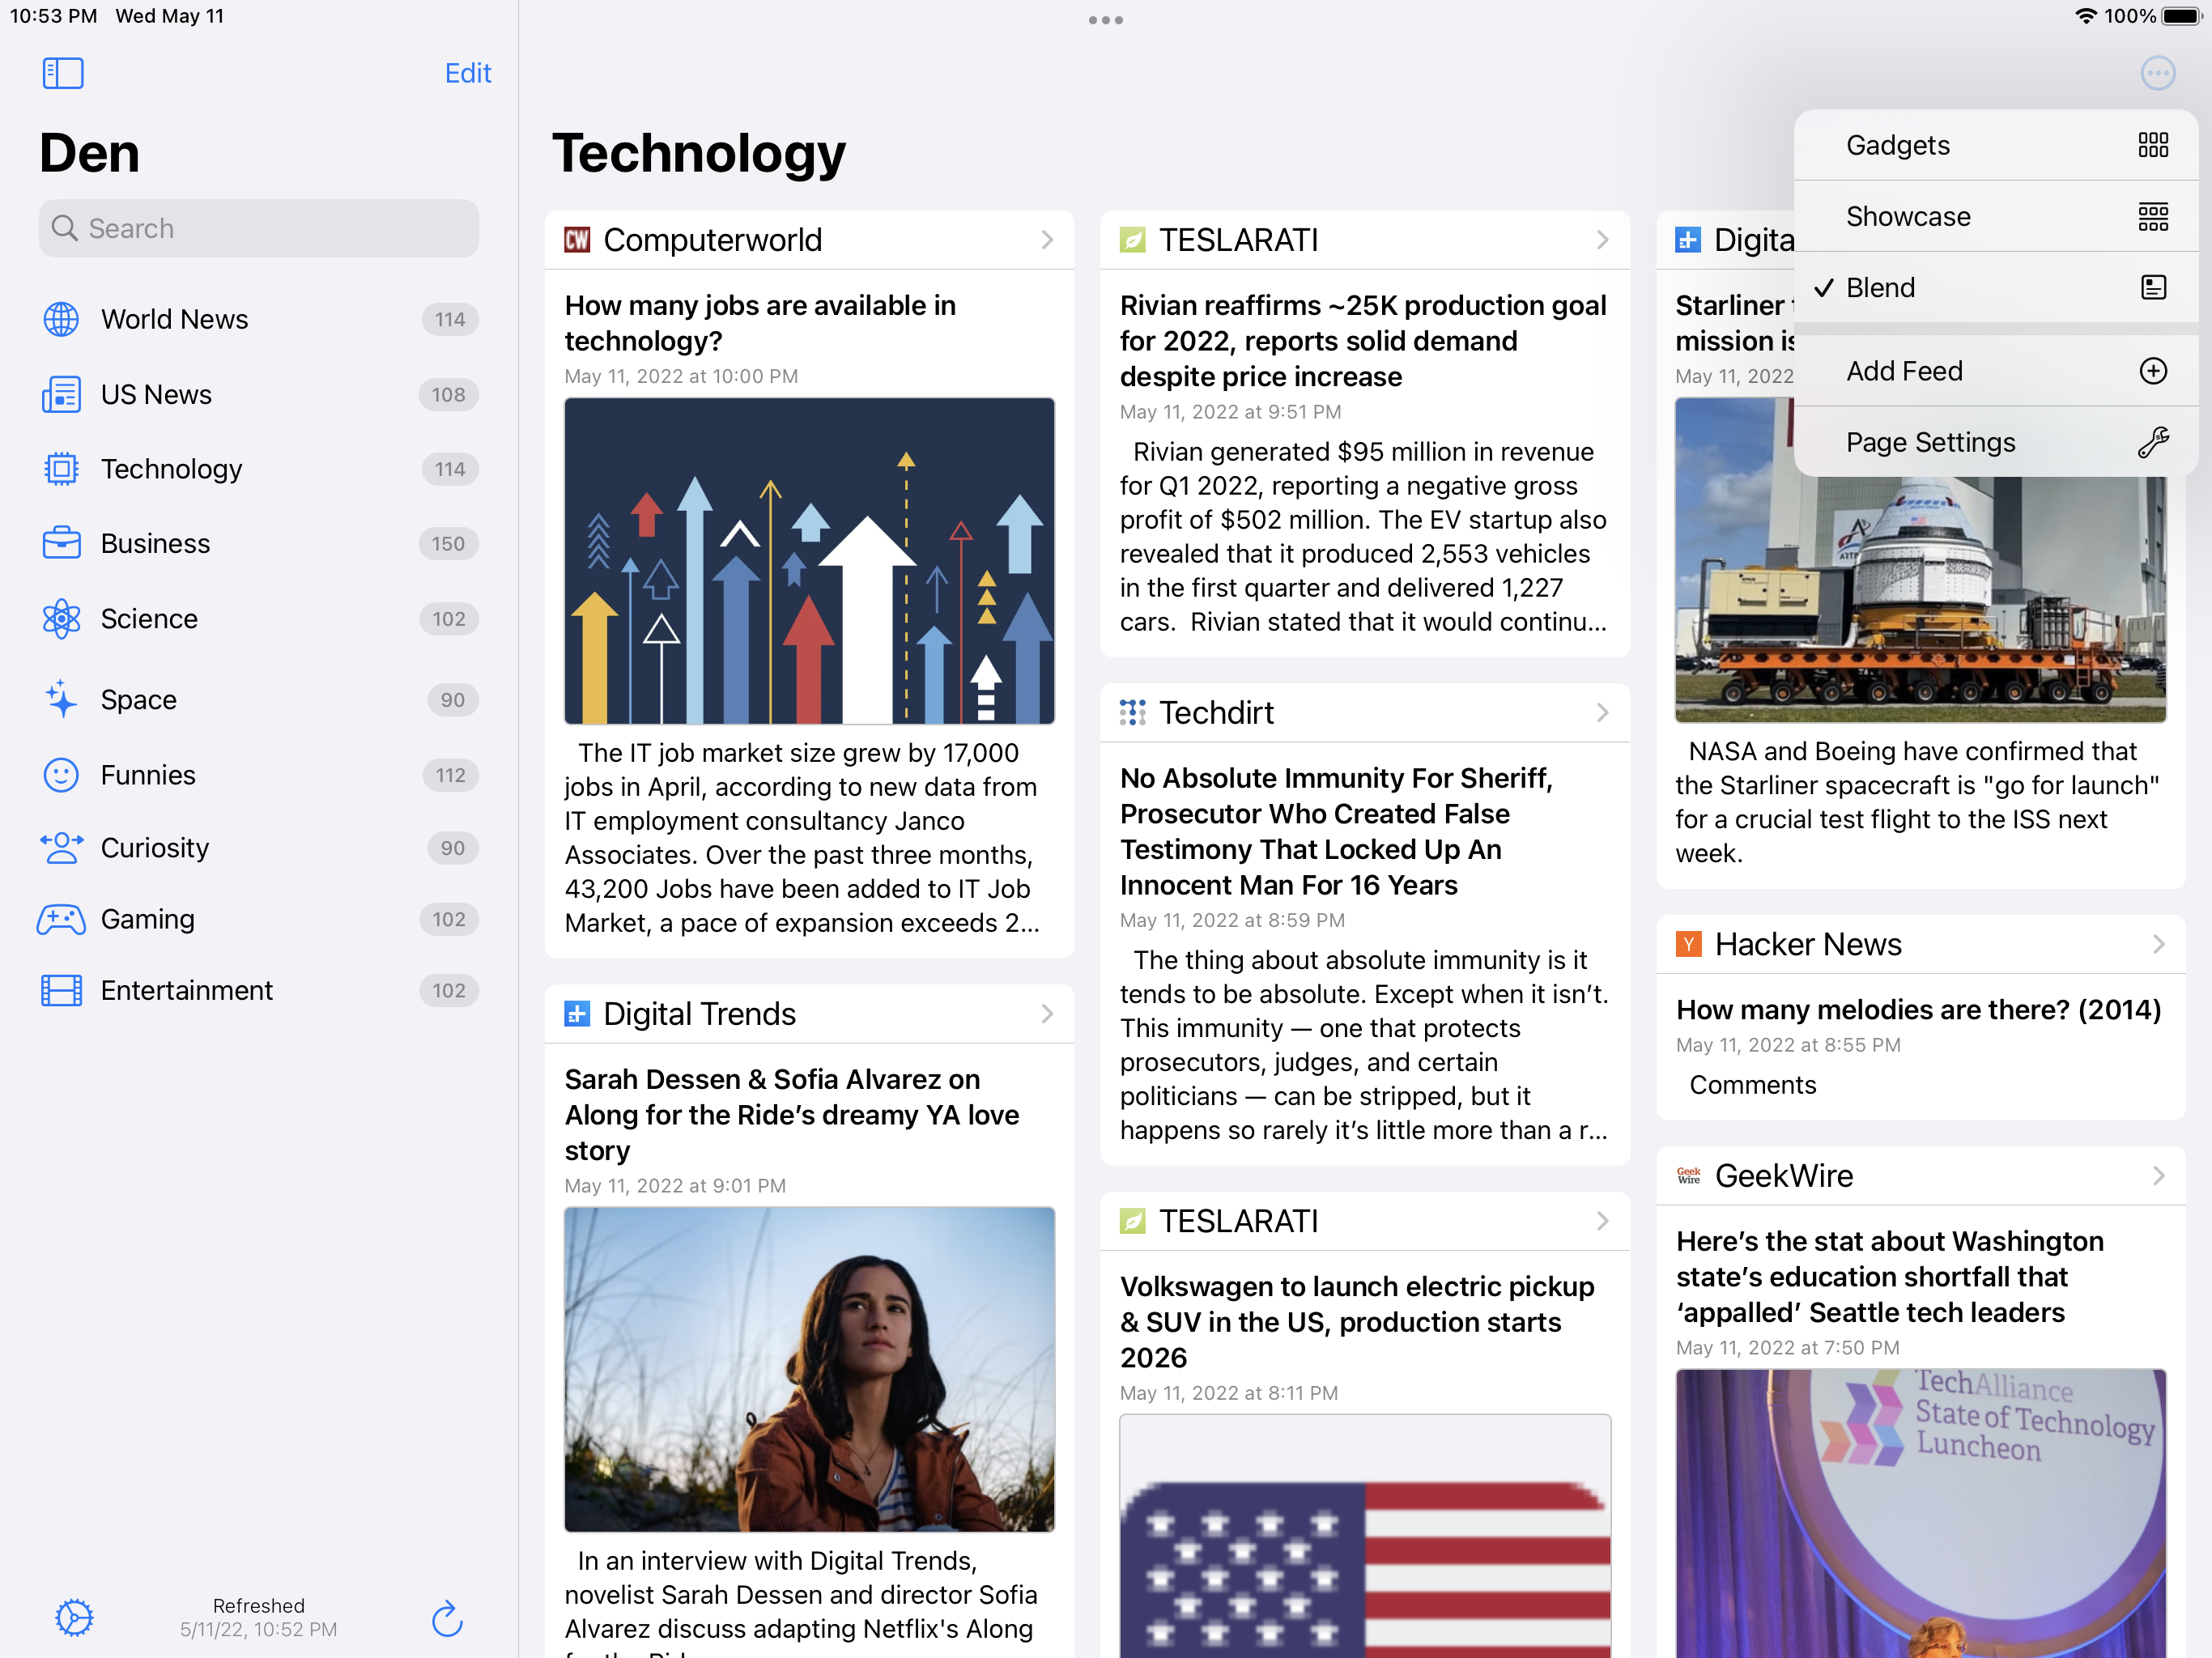 10:53 PM Wed May 11
100%
Edit
Den
Search
World News 114
US News 108
Technology 114
Business 150
Science 102
Space 90
Funnies 112
Curiosity 90
Gaming 102
Entertainment 102
Refreshed
5/11/22, 10:52 PM
Technology
CW Computerworld
How many jobs are available in
technology?
May 11, 2022 at 10:00 PM
The IT job market size grew by 17,000
jobs in April, according to new data from
IT employment consultancy Janco
Associates. Over the past three months,
43,200 Jobs have been added to IT Job
Market, a pace of expansion exceeds 2...
Digital Trends
Sarah Dessen & Sofia Alvarez on
Along for the Ride’s dreamy YA love
story
May 11, 2022 at 9:01 PM
In an interview with Digital Trends,
novelist Sarah Dessen and director Sofia
Alvarez discuss adapting Netflix's Along
TESLARATI
Rivian reaffirms ~25K production goal
for 2022, reports solid demand
despite price increase
May 11, 2022 at 9:51 PM
Rivian generated $95 million in revenue
for Q1 2022, reporting a negative gross
profit of $502 million. The EV startup also
revealed that it produced 2,553 vehicles
in the first quarter and delivered 1,227
cars. Rivian stated that it would continu...
Techdirt
No Absolute Immunity For Sheriff,
Prosecutor Who Created False
Testimony That Locked Up An
Innocent Man For 16 Years
May 11, 2022 at 8:59 PM
The thing about absolute immunity is it
tends to be absolute. Except when it isn’t.
This immunity — one that protects
prosecutors, judges, and certain
politicians — can be stripped, but it
happens so rarely it’s little more than a r...
TESLARATI
Volkswagen to launch electric pickup
& SUV in the US, production starts
2026
May 11, 2022 at 8:11 PM
Digita
Starliner
mission is
May 11, 2022
NASA and Boeing have confirmed that
the Starliner spacecraft is "go for launch"
for a crucial test flight to the ISS next
week.
Y Hacker News
How many melodies are there? (2014)
May 11, 2022 at 8:55 PM
Comments
Geek
Wire
GeekWire
Here’s the stat about Washington
state’s education shortfall that
‘appalled’ Seattle tech leaders
May 11, 2022 at 7:50 PM
TechAlliance
State of Technology
Luncheon
Gadgets
Showcase
Blend
Add Feed
Page Settings